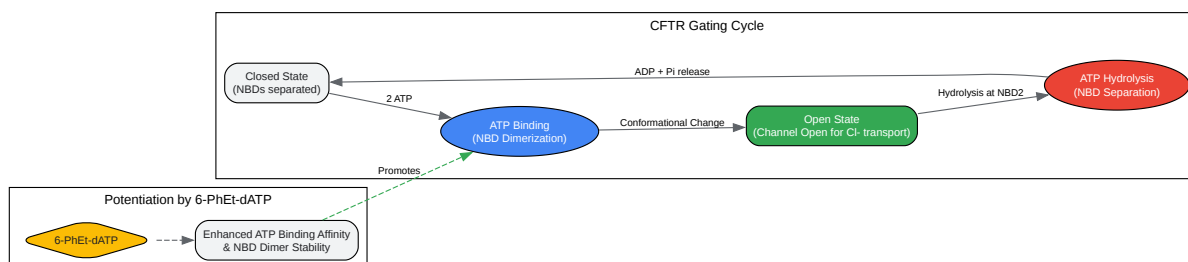 CFTR Gating Cycle
Closed State
(NBDs separated)
ADP + Pi release
2 ATP
ATP Binding
(NBD Dimerization)
Conformational Change
Open State
(Channel Open for Cl- transport)
Hydrolysis at NBD2
ATP Hydrolysis
(NBD Separation)
Promotes
Potentiation by 6-PhEt-dATP
6-PhEt-dATP
Enhanced ATP Binding Affinity
& NBD Dimer Stability